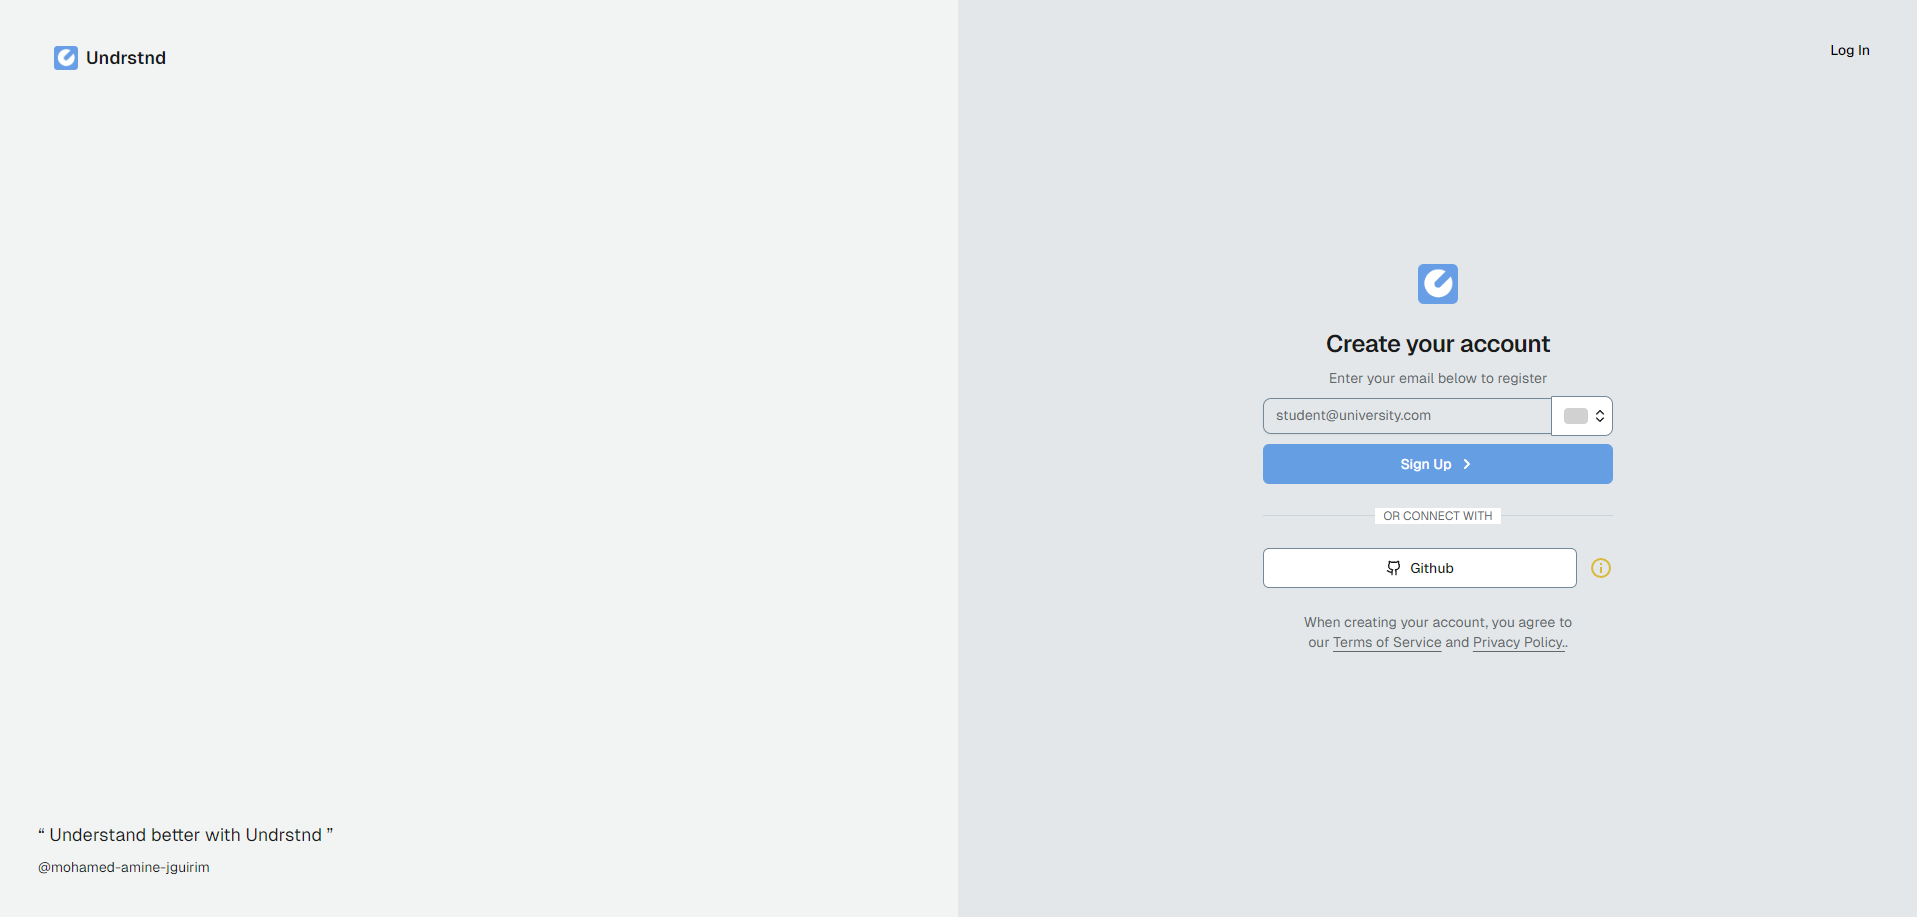 Undrstnd
Log In
Create your account
Enter your email below to register
student@university.com
Sign Up
OR CONNECT WITH
Github
When creating your account, you agree to
our Terms of Service and Privacy Policy..
“ Understand better with Undrstnd ”
@mohamed-amine-jguirim